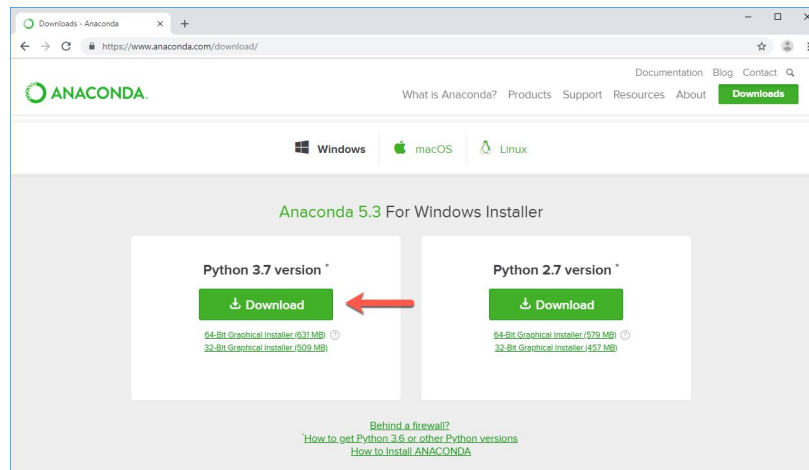 Downloads - Anaconda
https://www.anaconda.com/download/
Documentation Blog Contact
ANACONDA.
What is Anaconda? Products Support Resources About Downloads
Windows macOS Linux
Anaconda 5.3 For Windows Installer
Python 3.7 version *
Download
64-Bit Graphical Installer (631 MB) ?
32-Bit Graphical Installer (509 MB)
Python 2.7 version *
Download
64-Bit Graphical Installer (579 MB) ?
32-Bit Graphical Installer (457 MB)
Behind a firewall?
*How to get Python 3.6 or other Python versions
How to Install ANACONDA